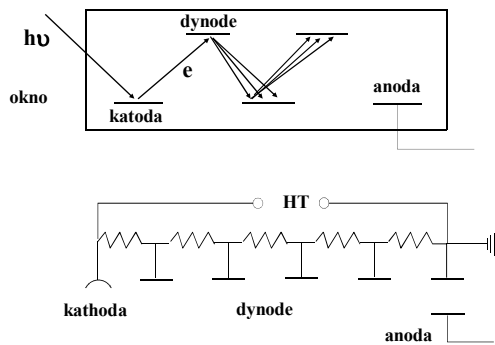 dynode
hυ
e
okno
katoda
anoda
HT
kathoda
dynode
anoda